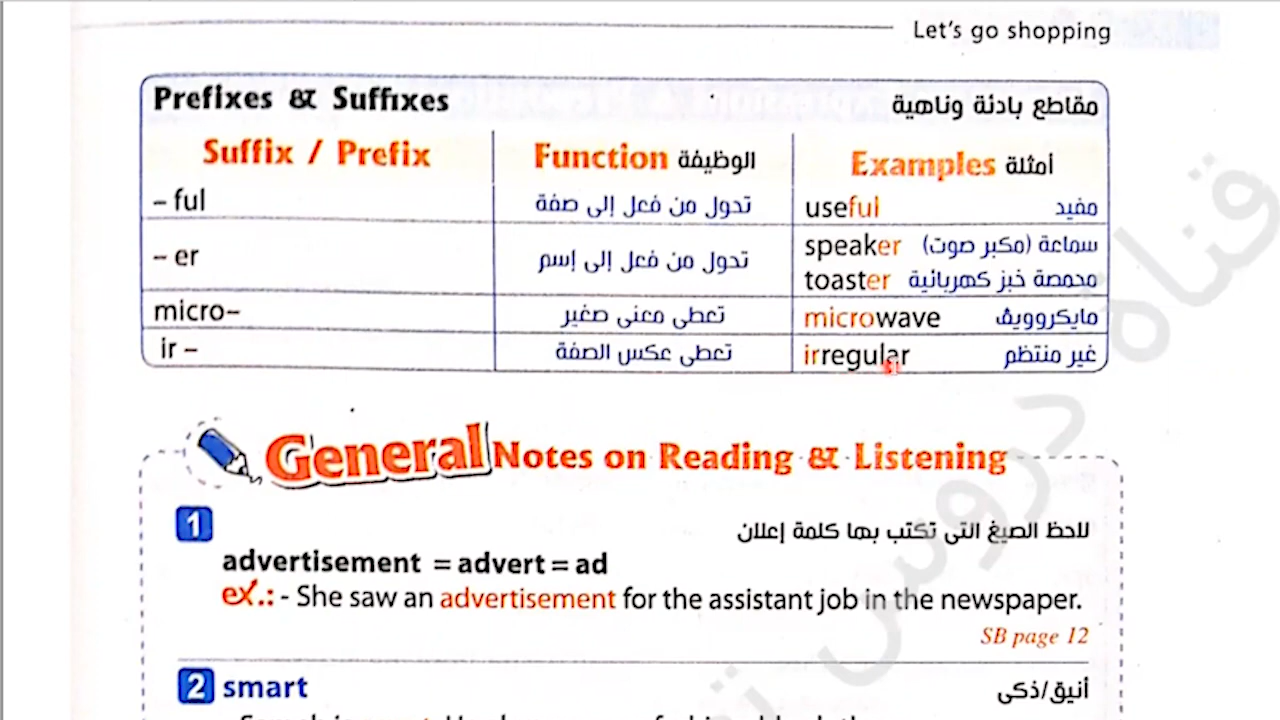 Let's go shopping
Prefixes & Suffixes مقاطع بادئة وناهية
Suffix / Prefix Function الوظيفة Examples أمثلة
– ful تحول من فعل إلى صفة useful مفيد
– er تحول من فعل إلى إسم speaker سماعة (مكبر صوت)
toaster محمصة خبز كهربائية
micro– تعطى معنى صغير microwave مايكروويف
ir – تعطى عكس الصفة irregular غير منتظم
General Notes on Reading & Listening
1 لاحظ الصيغ التى تكتب بها كلمة إعلان
advertisement = advert = ad
ex.: - She saw an advertisement for the assistant job in the newspaper.
SB page 12
2 smart أنيق/ذكى
قناة دروس